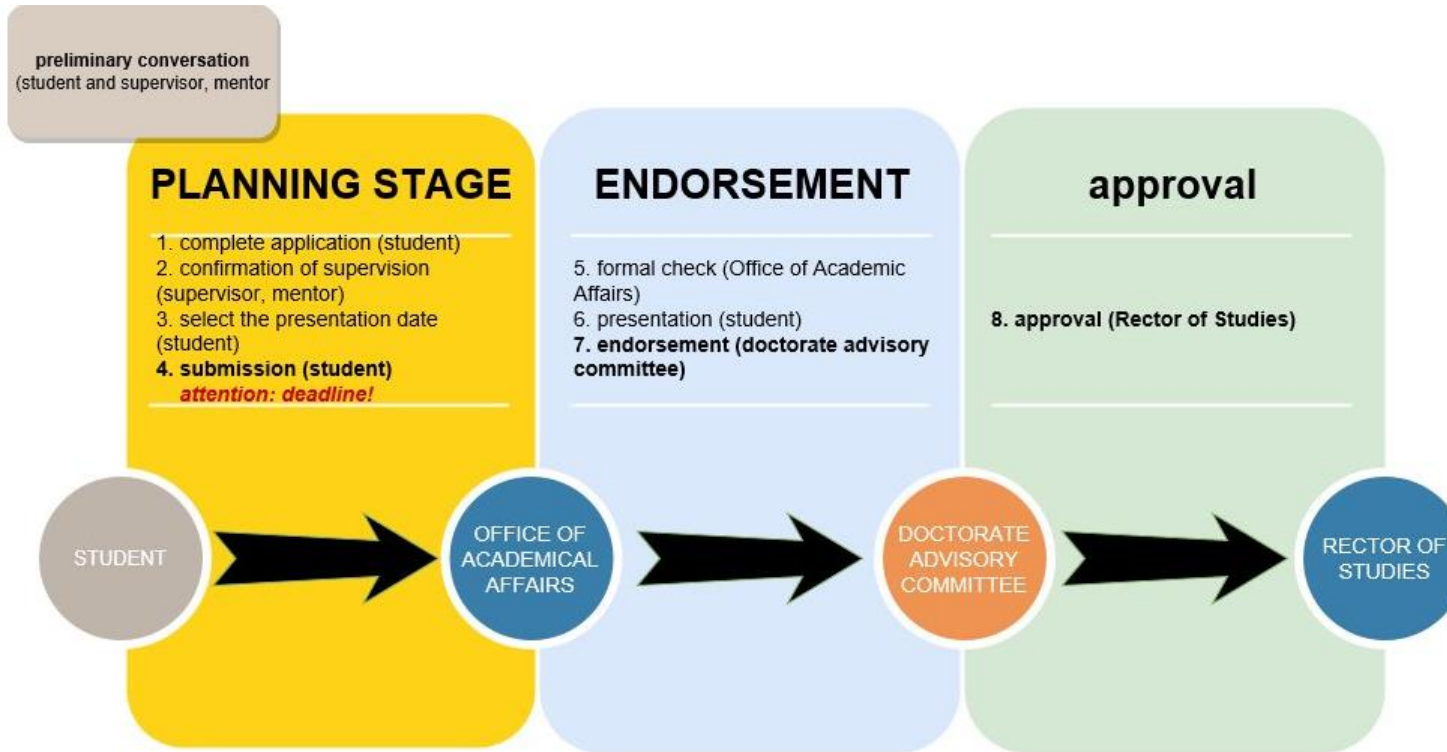 preliminary conversation
(student and supervisor, mentor
PLANNING STAGE
1. complete application (student)
2. confirmation of supervision
(supervisor, mentor)
3. select the presentation date
(student)
4. submission (student)
attention: deadline!
ENDORSEMENT
5. formal check (Office of Academic
Affairs)
6. presentation (student)
7. endorsement (doctorate advisory
committee)
approval
8. approval (Rector of Studies)
STUDENT
OFFICE OF
ACADEMICAL
AFFAIRS
DOCTORATE
ADVISORY
COMMITTEE
RECTOR OF
STUDIES